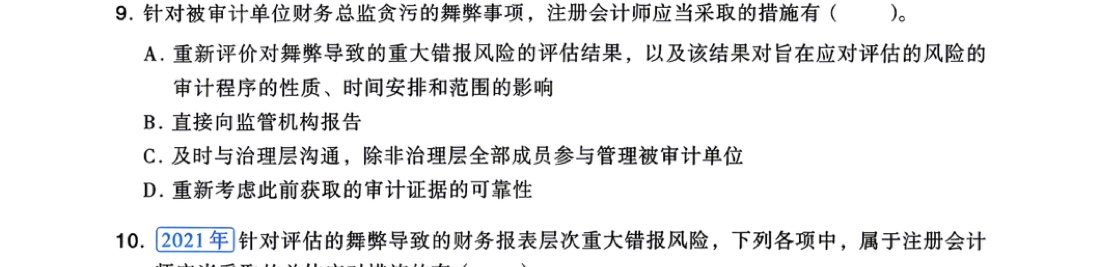 9. 针对被审计单位财务总监贪污的舞弊事项，注册会计师应当采取的措施有（　　）。
A. 重新评价对舞弊导致的重大错报风险的评估结果，以及该结果对旨在应对评估的风险的
审计程序的性质、时间安排和范围的影响
B. 直接向监管机构报告
C. 及时与治理层沟通，除非治理层全部成员参与管理被审计单位
D. 重新考虑此前获取的审计证据的可靠性
10. 2021年 针对评估的舞弊导致的财务报表层次重大错报风险，下列各项中，属于注册会计